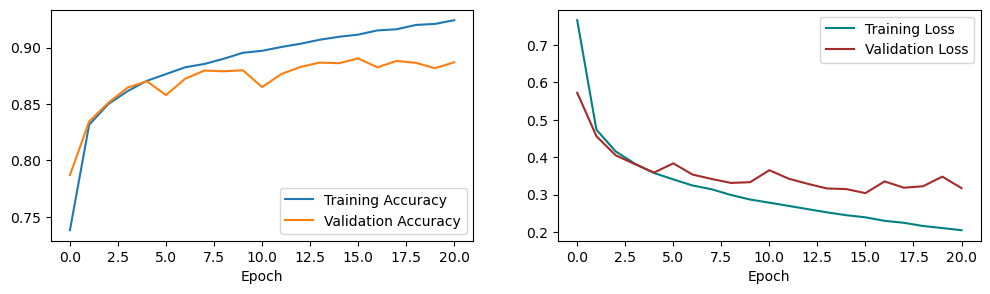 0.90
0.85
0.80
0.75
Training Accuracy
Validation Accuracy
0.0 2.5 5.0 7.5 10.0 12.5 15.0 17.5 20.0
Epoch
0.7
0.6
0.5
0.4
0.3
0.2
Training Loss
Validation Loss
0.0 2.5 5.0 7.5 10.0 12.5 15.0 17.5 20.0
Epoch